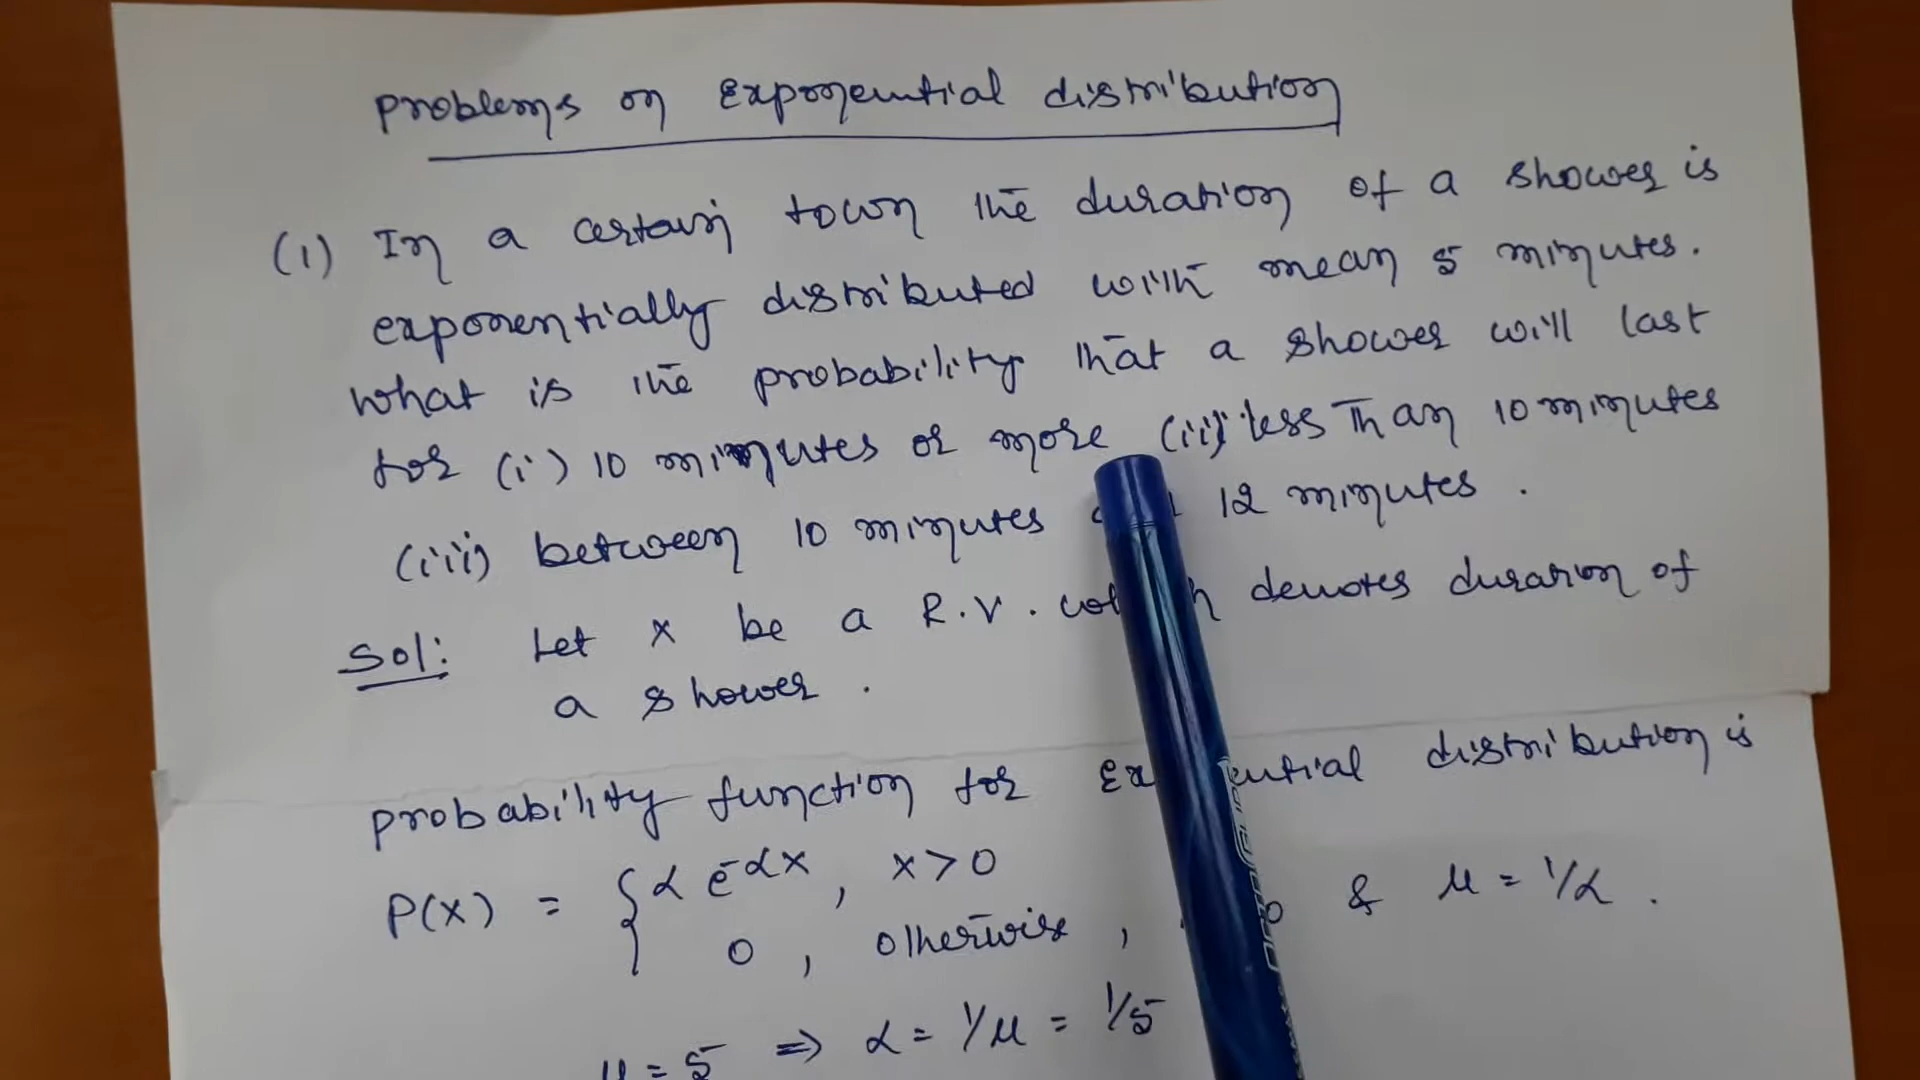 Problems on Exponential distribution
(1) In a certain town the duration of a shower is
exponentially distributed with mean 5 minutes.
what is the probability that a shower will last
for (i) 10 minutes or more (ii) less than 10 minutes
(iii) between 10 minutes 12 minutes.
Sol: Let x be a R.V. denotes duration of
a shower.
probability function for distribution is
P(x) = { α e^-αx, x>0
0, otherwise, & μ = 1/α.
μ = 5 => α = 1/μ = 1/5